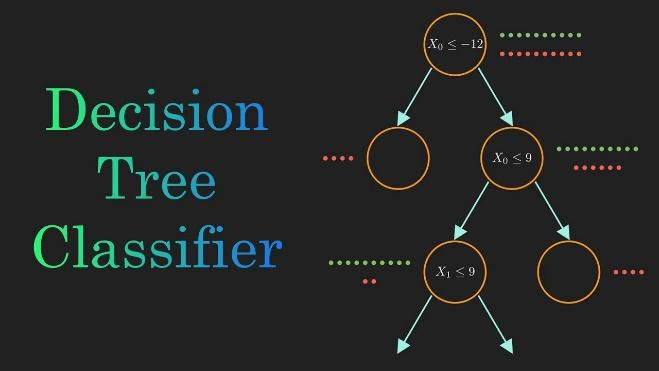 Decision
Tree
Classifier
X₀ ≤ −12
X₀ ≤ 9
X₁ ≤ 9